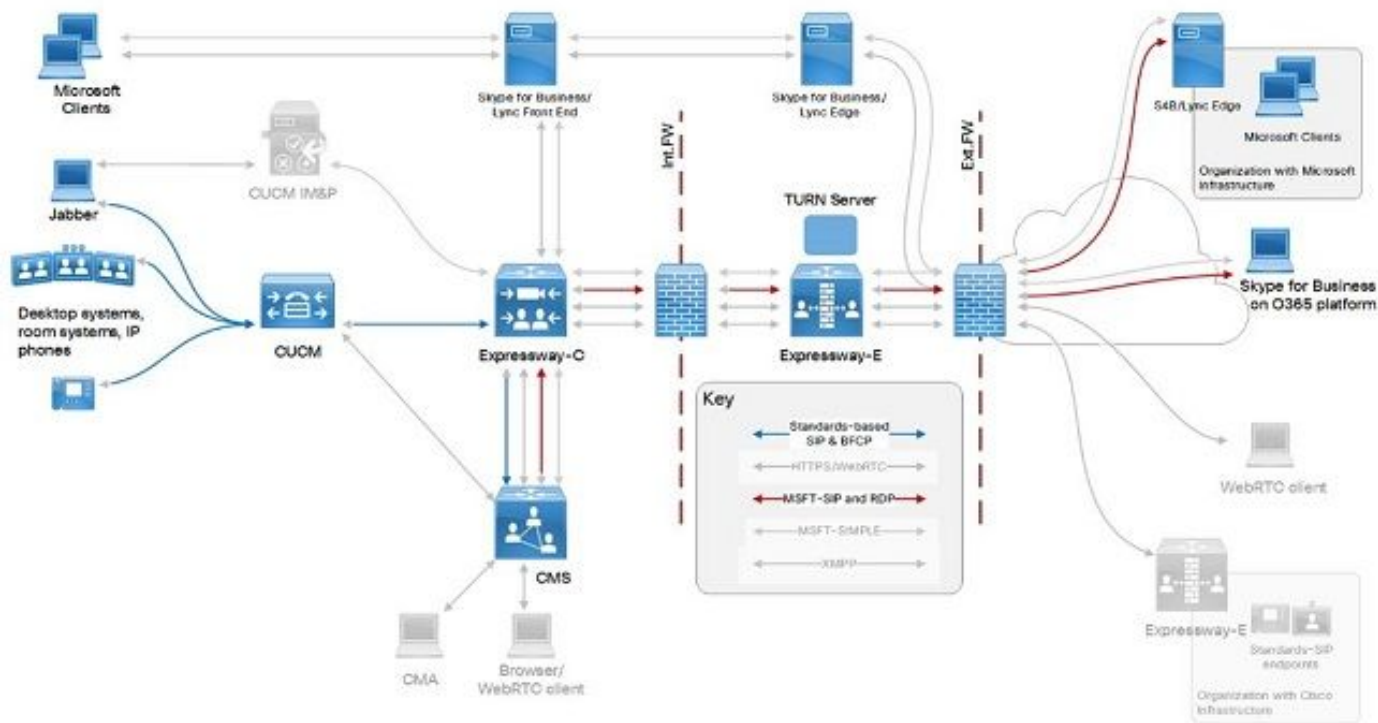 Microsoft
Clients
Skype for Business/
Lync Front End
Skype for Business/
Lync Edge
S4B/Lync Edge
Microsoft Clients
Organization with Microsoft
Infrastructure
Int.FW
Ext.FW
CUCM IM&P
Jabber
TURN Server
Desktop systems,
room systems, IP
phones
CUCM
Expressway-C
Expressway-E
Skype for Business
on O365 platform
Key
Standards-based
SIP & BFCP
HTTPS/WebRTC
MSFT-SIP and RDP
MSFT-SIMPLE
XMPP
WebRTC client
CMS
CMA
Browser/
WebRTC client
Expressway-E
Standards-SIP
endpoints
Organization with Cisco
Infrastructure